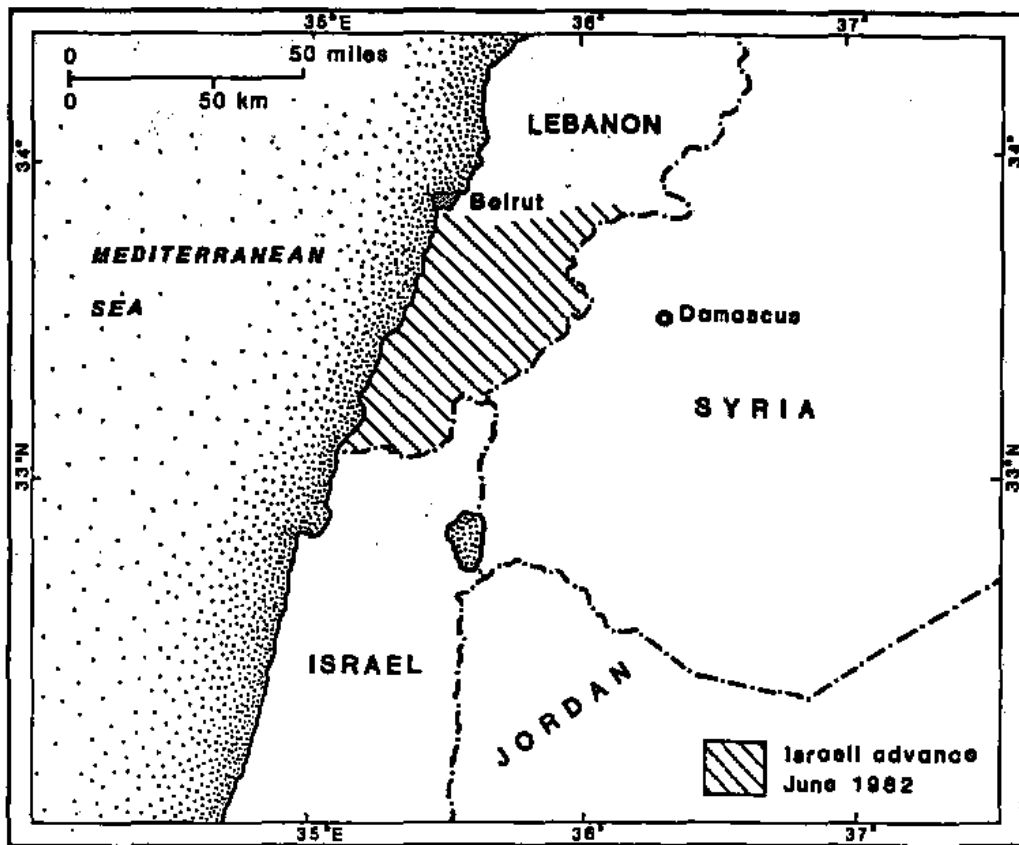 35°E 36 37
0 50 miles
0 50 km
LEBANON
34° 34°
Beirut
MEDITERRANEAN
SEA
Damascus
SYRIA
33°N 33°N
ISRAEL
JORDAN
Israeli advance
June 1982
35°E 36° 37°